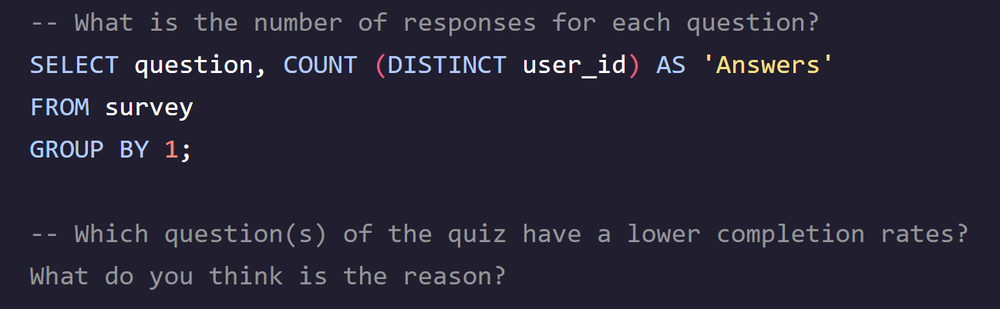 -- What is the number of responses for each question?
SELECT question, COUNT (DISTINCT user_id) AS 'Answers'
FROM survey
GROUP BY 1;
-- Which question(s) of the quiz have a lower completion rates?
What do you think is the reason?